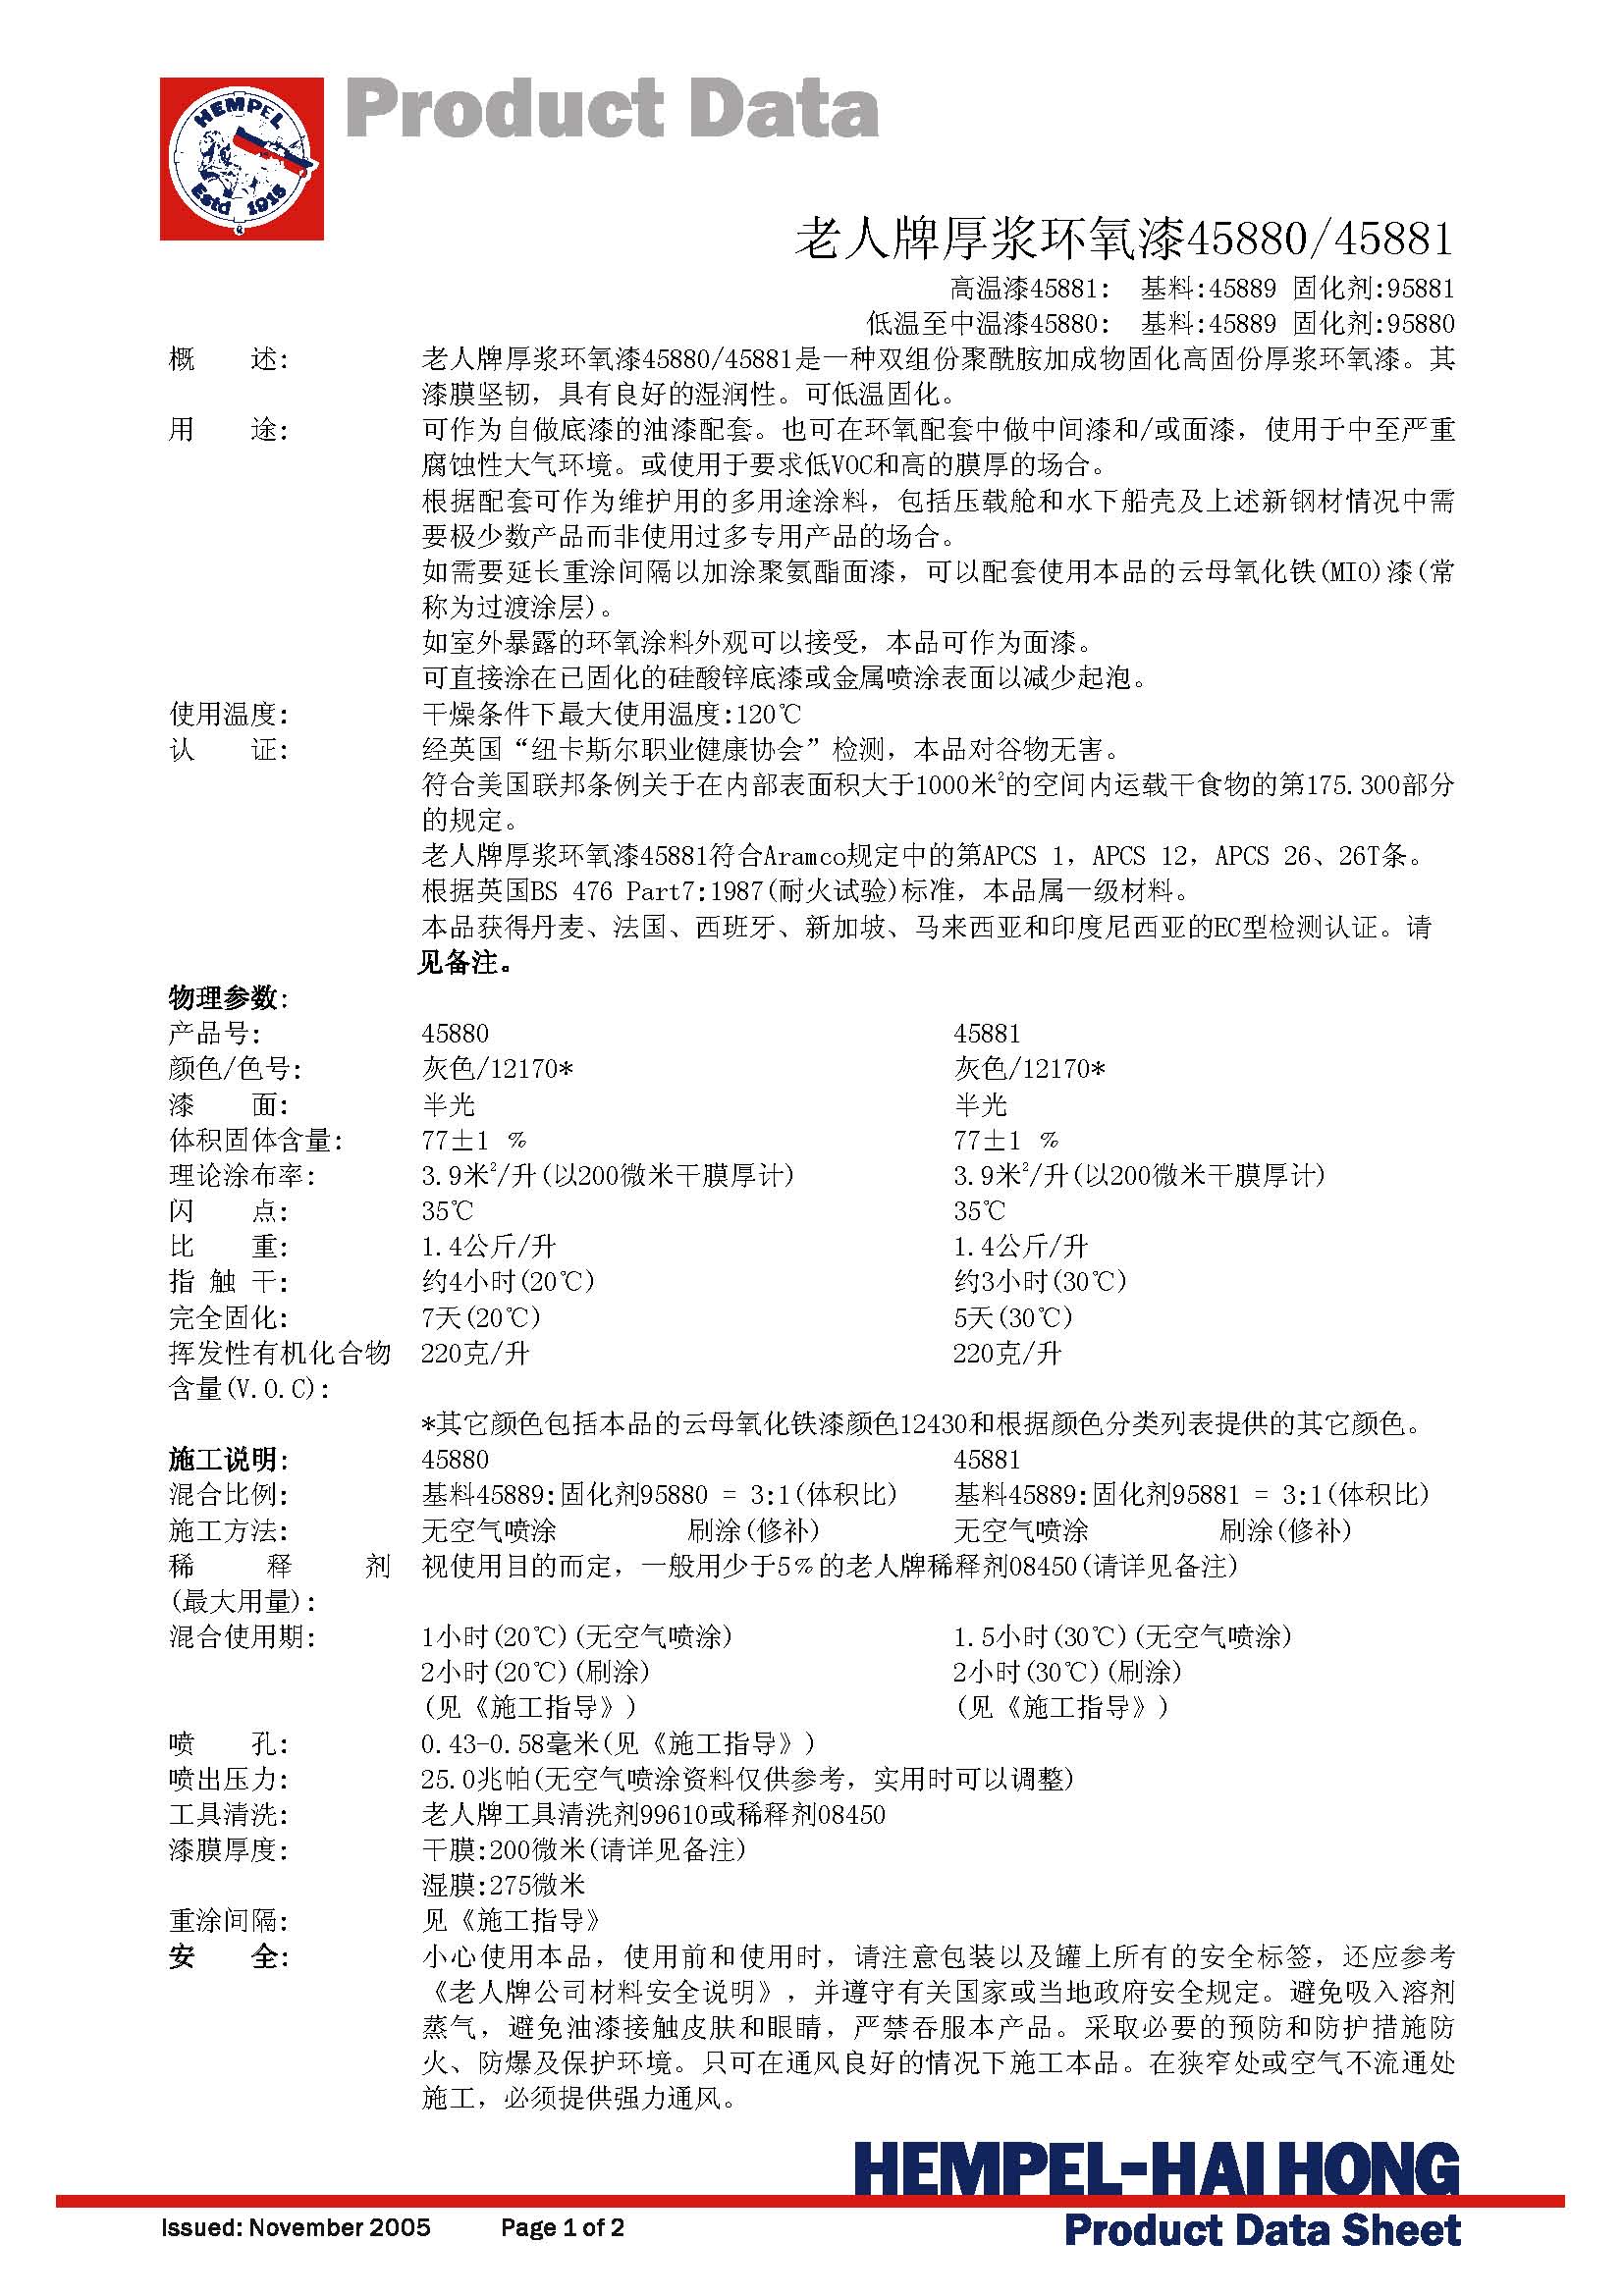 HEMPEL
Estd 1915
Product Data
老人牌厚浆环氧漆45880/45881
高温漆45881: 基料:45889 固化剂:95881
低温至中温漆45880: 基料:45889 固化剂:95880
概 述: 老人牌厚浆环氧漆45880/45881是一种双组份聚酰胺加成物固化高固份厚浆环氧漆。其
漆膜坚韧，具有良好的湿润性。可低温固化。
用 途: 可作为自做底漆的油漆配套。也可在环氧配套中做中间漆和/或面漆，使用于中至严重
腐蚀性大气环境。或使用于要求低VOC和高的膜厚的场合。
根据配套可作为维护用的多用途涂料，包括压载舱和水下船壳及上述新钢材情况中需
要极少数产品而非使用过多专用产品的场合。
如需要延长重涂间隔以加涂聚氨酯面漆，可以配套使用本品的云母氧化铁(MIO)漆(常
称为过渡涂层)。
如室外暴露的环氧涂料外观可以接受，本品可作为面漆。
可直接涂在已固化的硅酸锌底漆或金属喷涂表面以减少起泡。
使用温度: 干燥条件下最大使用温度:120℃
认 证: 经英国“纽卡斯尔职业健康协会”检测，本品对谷物无害。
符合美国联邦条例关于在内部表面积大于1000米²的空间内运载干食物的第175.300部分
的规定。
老人牌厚浆环氧漆45881符合Aramco规定中的第APCS 1，APCS 12，APCS 26、26T条。
根据英国BS 476 Part7:1987(耐火试验)标准，本品属一级材料。
本品获得丹麦、法国、西班牙、新加坡、马来西亚和印度尼西亚的EC型检测认证。请
见备注。
物理参数:
产品号: 45880 45881
颜色/色号: 灰色/12170* 灰色/12170*
漆 面: 半光 半光
体积固体含量: 77±1 % 77±1 %
理论涂布率: 3.9米²/升(以200微米干膜厚计) 3.9米²/升(以200微米干膜厚计)
闪 点: 35℃ 35℃
比 重: 1.4公斤/升 1.4公斤/升
指 触 干: 约4小时(20℃) 约3小时(30℃)
完全固化: 7天(20℃) 5天(30℃)
挥发性有机化合物 220克/升 220克/升
含量(V.O.C):
*其它颜色包括本品的云母氧化铁漆颜色12430和根据颜色分类列表提供的其它颜色。
施工说明: 45880 45881
混合比例: 基料45889:固化剂95880 = 3:1(体积比) 基料45889:固化剂95881 = 3:1(体积比)
施工方法: 无空气喷涂 刷涂(修补) 无空气喷涂 刷涂(修补)
稀 释 剂 视使用目的而定，一般用少于5%的老人牌稀释剂08450(请详见备注)
(最大用量):
混合使用期: 1小时(20℃)(无空气喷涂) 1.5小时(30℃)(无空气喷涂)
2小时(20℃)(刷涂) 2小时(30℃)(刷涂)
(见《施工指导》) (见《施工指导》)
喷 孔: 0.43-0.58毫米(见《施工指导》)
喷出压力: 25.0兆帕(无空气喷涂资料仅供参考，实用时可以调整)
工具清洗: 老人牌工具清洗剂99610或稀释剂08450
漆膜厚度: 干膜:200微米(请详见备注)
湿膜:275微米
重涂间隔: 见《施工指导》
安 全: 小心使用本品，使用前和使用时，请注意包装以及罐上所有的安全标签，还应参考
《老人牌公司材料安全说明》，并遵守有关国家或当地政府安全规定。避免吸入溶剂
蒸气，避免油漆接触皮肤和眼睛，严禁吞服本产品。采取必要的预防和防护措施防
火、防爆及保护环境。只可在通风良好的情况下施工本品。在狭窄处或空气不流通处
施工，必须提供强力通风。
HEMPEL-HAI HONG
Issued: November 2005 Page 1 of 2
Product Data Sheet